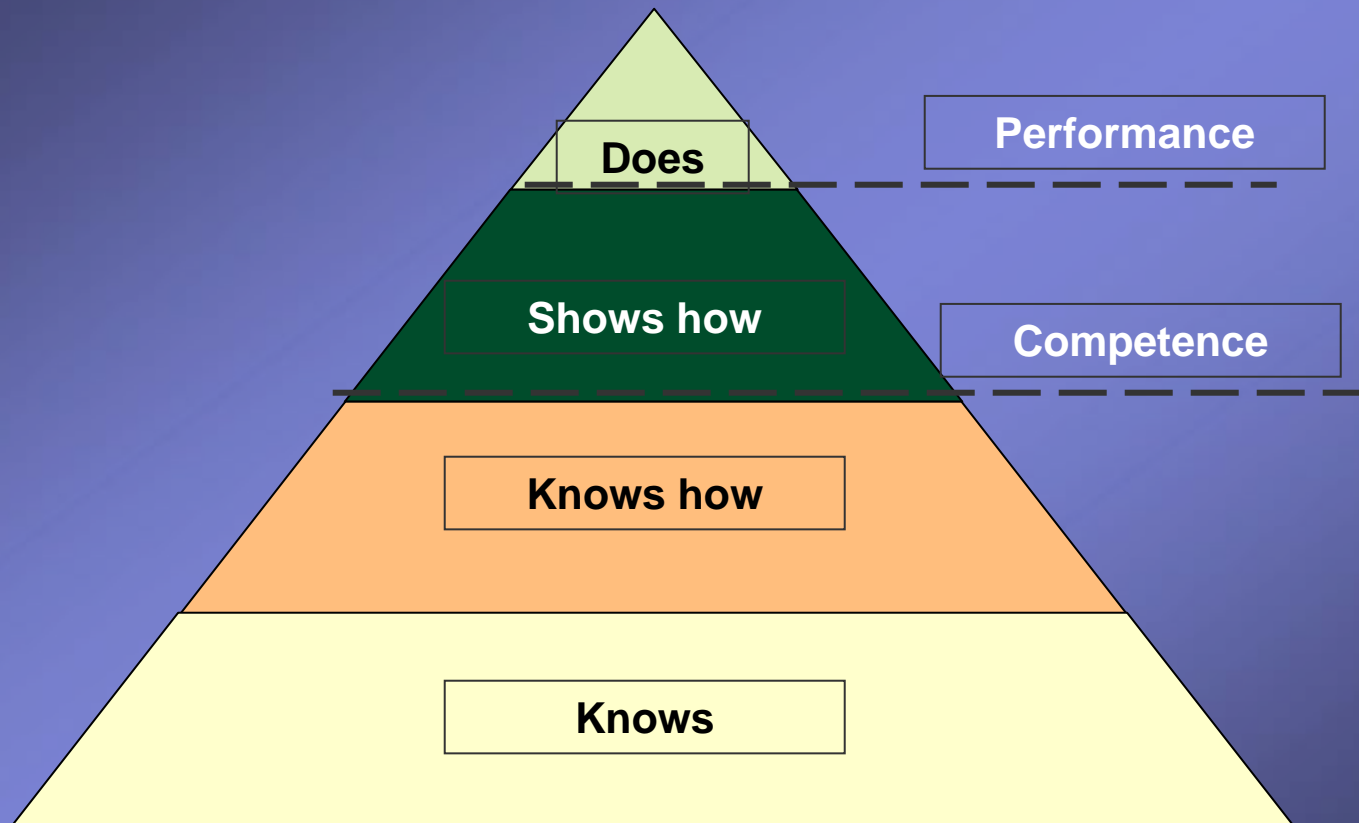 Performance
Does
Shows how
Competence
Knows how
Knows